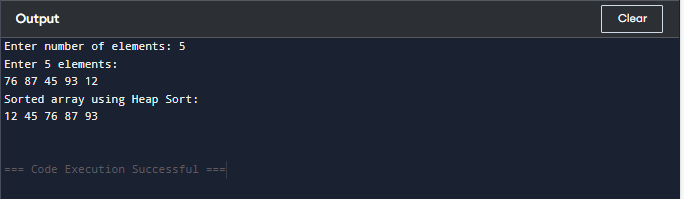 Output
Clear
Enter number of elements: 5
Enter 5 elements:
76 87 45 93 12
Sorted array using Heap Sort:
12 45 76 87 93
=== Code Execution Successful ===